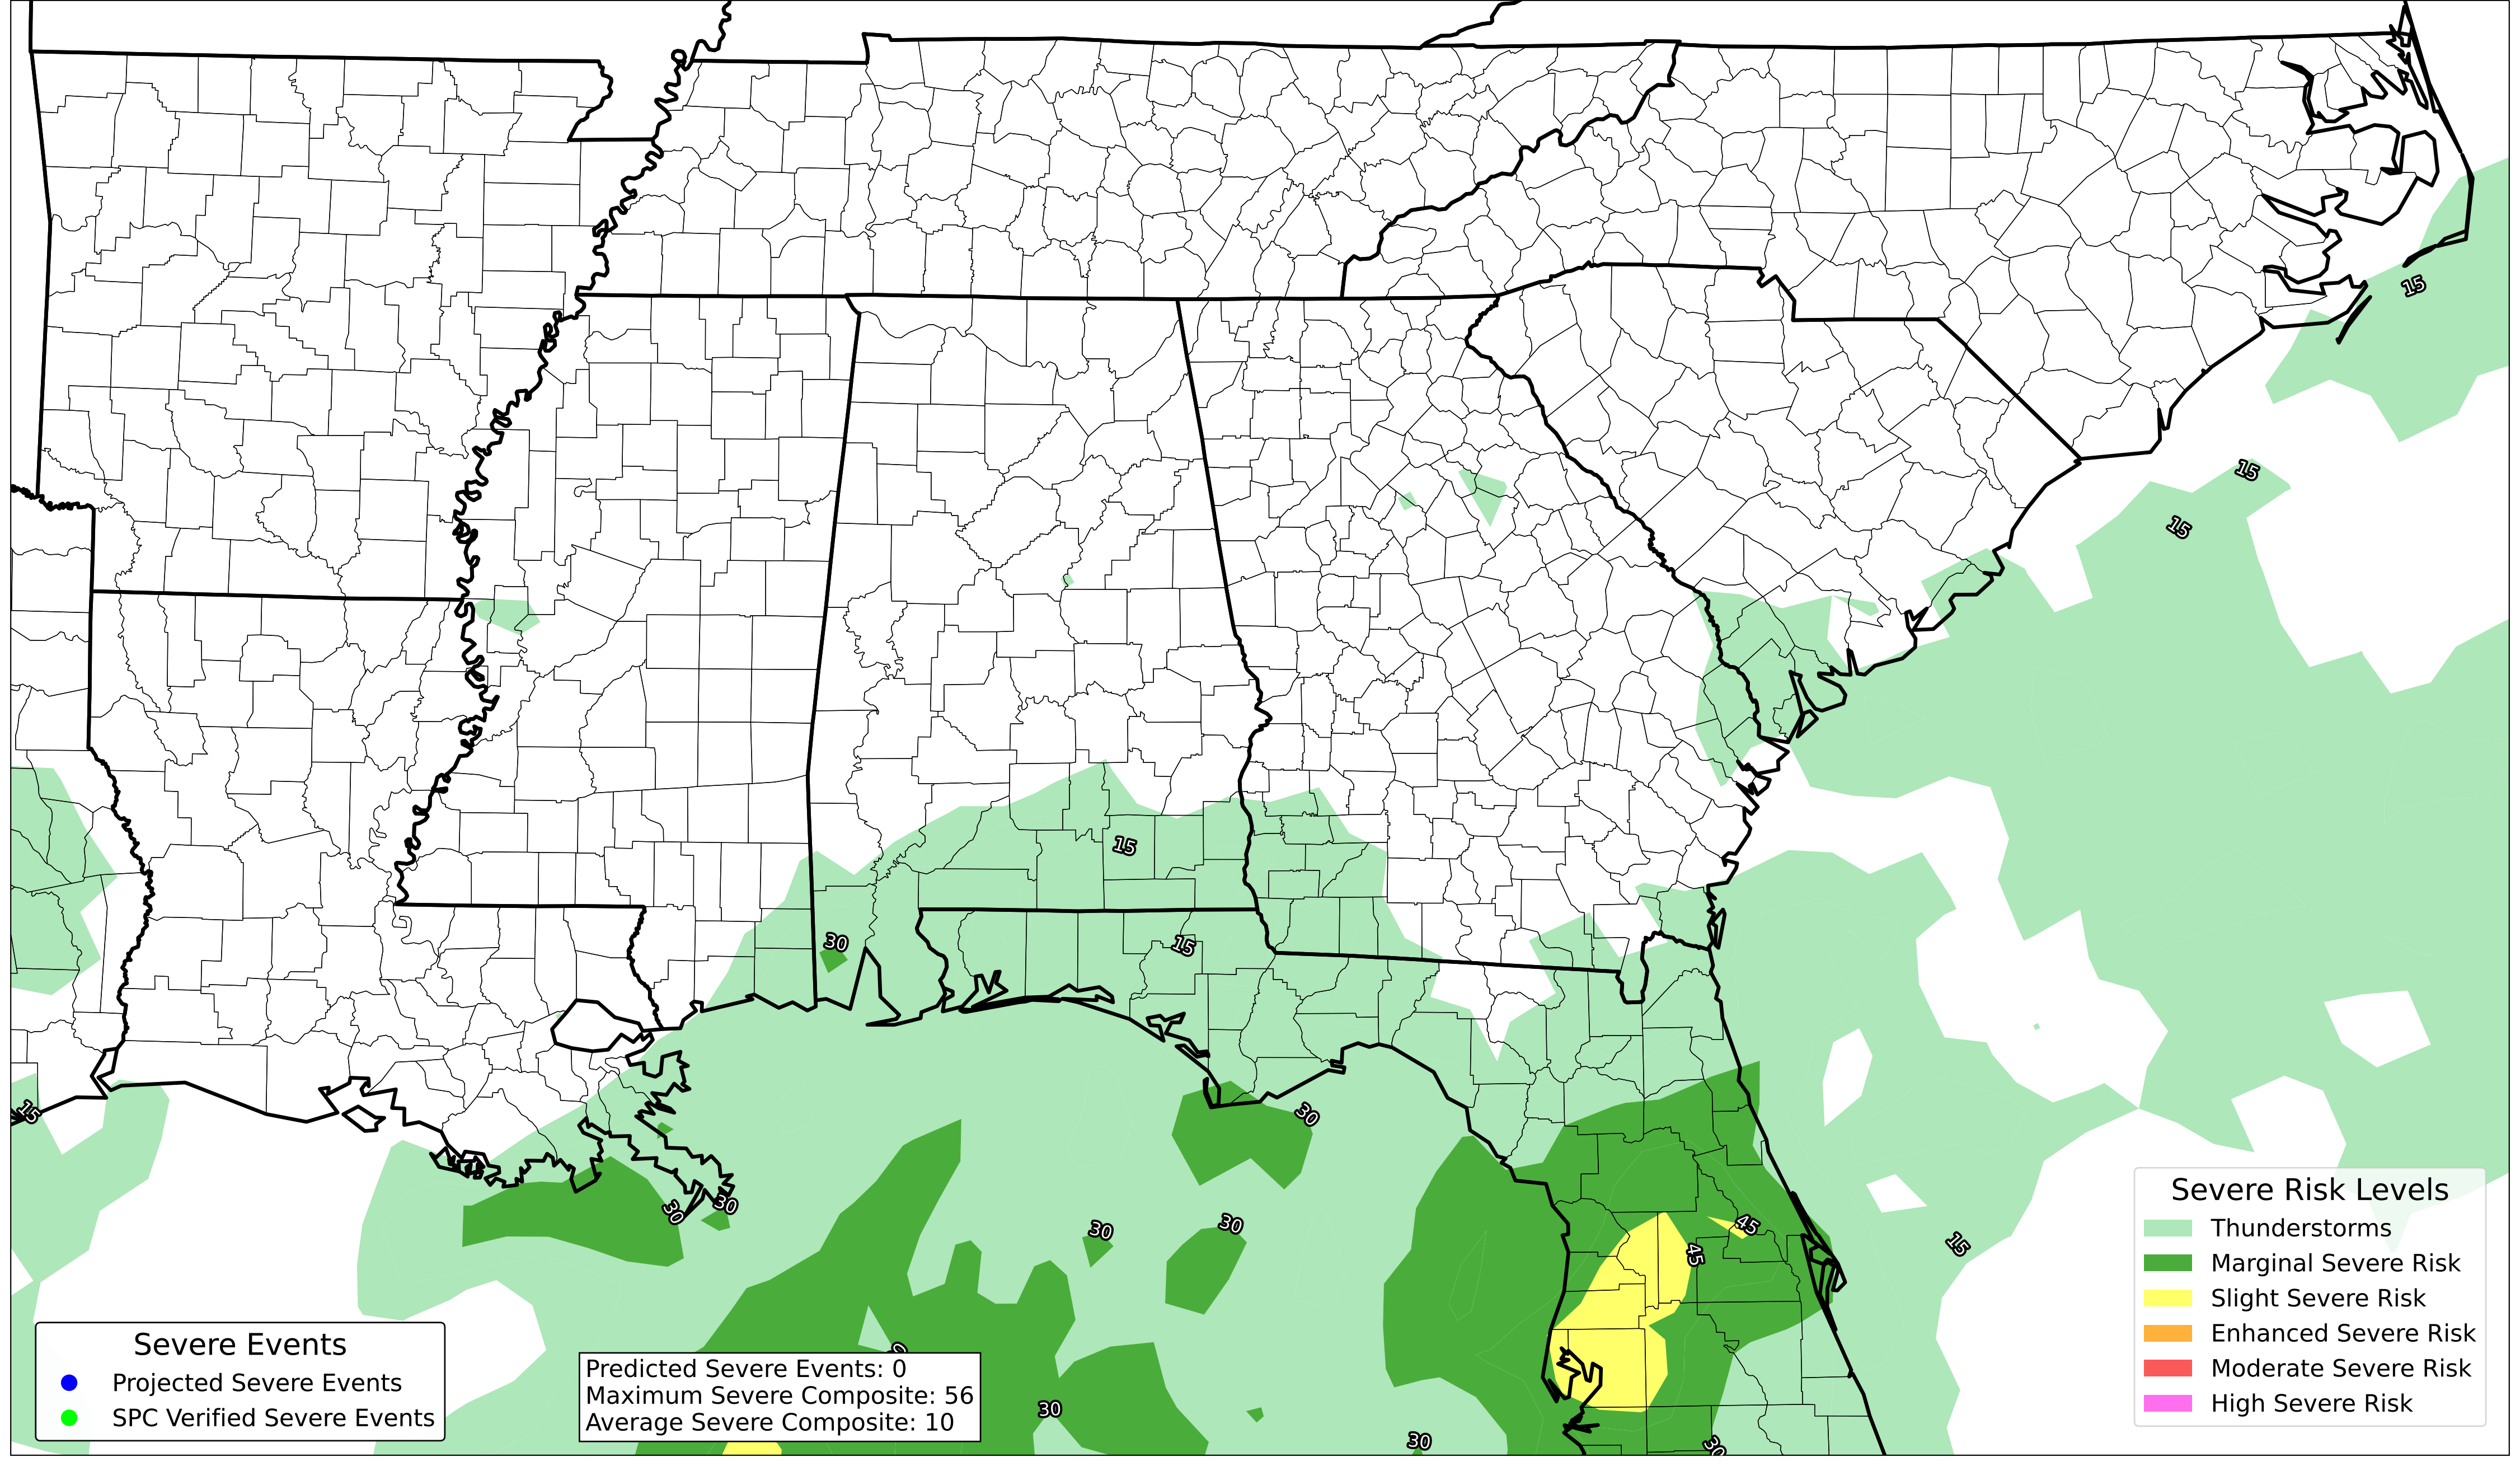 15
15
15
15
30
15
15
30
30
30
30
30
45
45
15
30
30
30
Severe Events
Projected Severe Events
SPC Verified Severe Events
Predicted Severe Events: 0
Maximum Severe Composite: 56
Average Severe Composite: 10
Severe Risk Levels
Thunderstorms
Marginal Severe Risk
Slight Severe Risk
Enhanced Severe Risk
Moderate Severe Risk
High Severe Risk